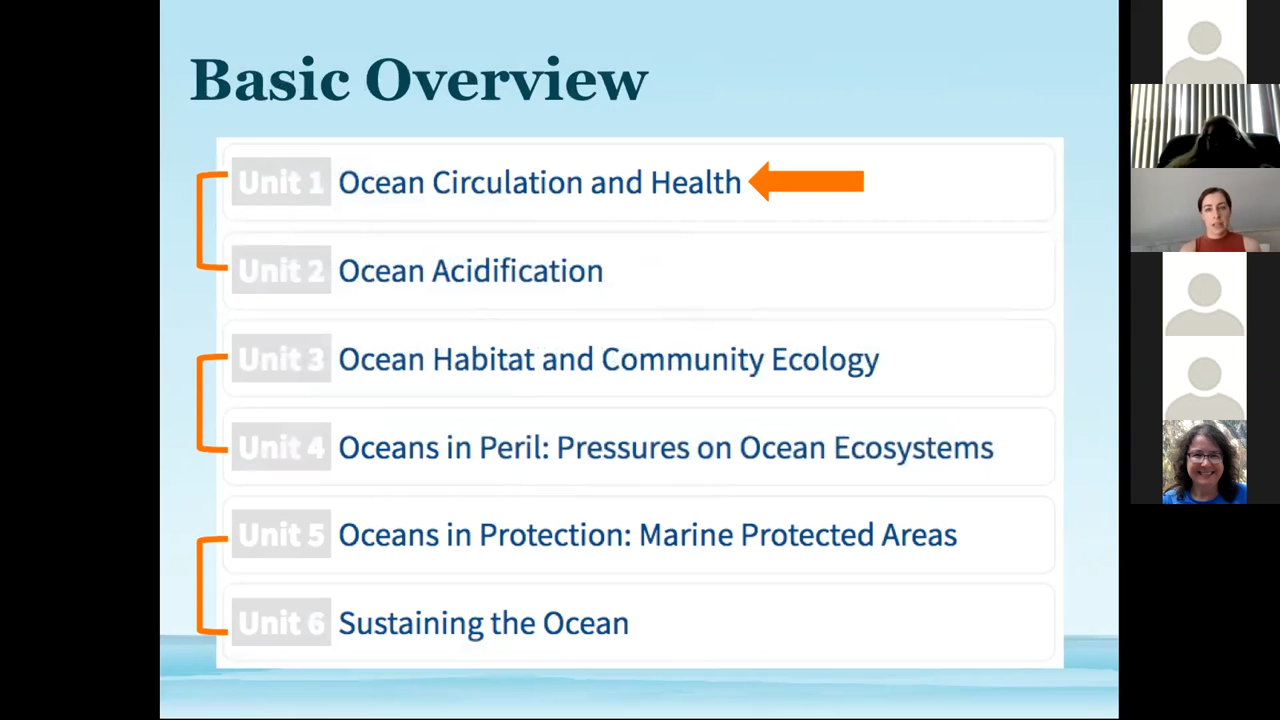 Basic Overview
Unit 1 Ocean Circulation and Health
Unit 2 Ocean Acidification
Unit 3 Ocean Habitat and Community Ecology
Unit 4 Oceans in Peril: Pressures on Ocean Ecosystems
Unit 5 Oceans in Protection: Marine Protected Areas
Unit 6 Sustaining the Ocean